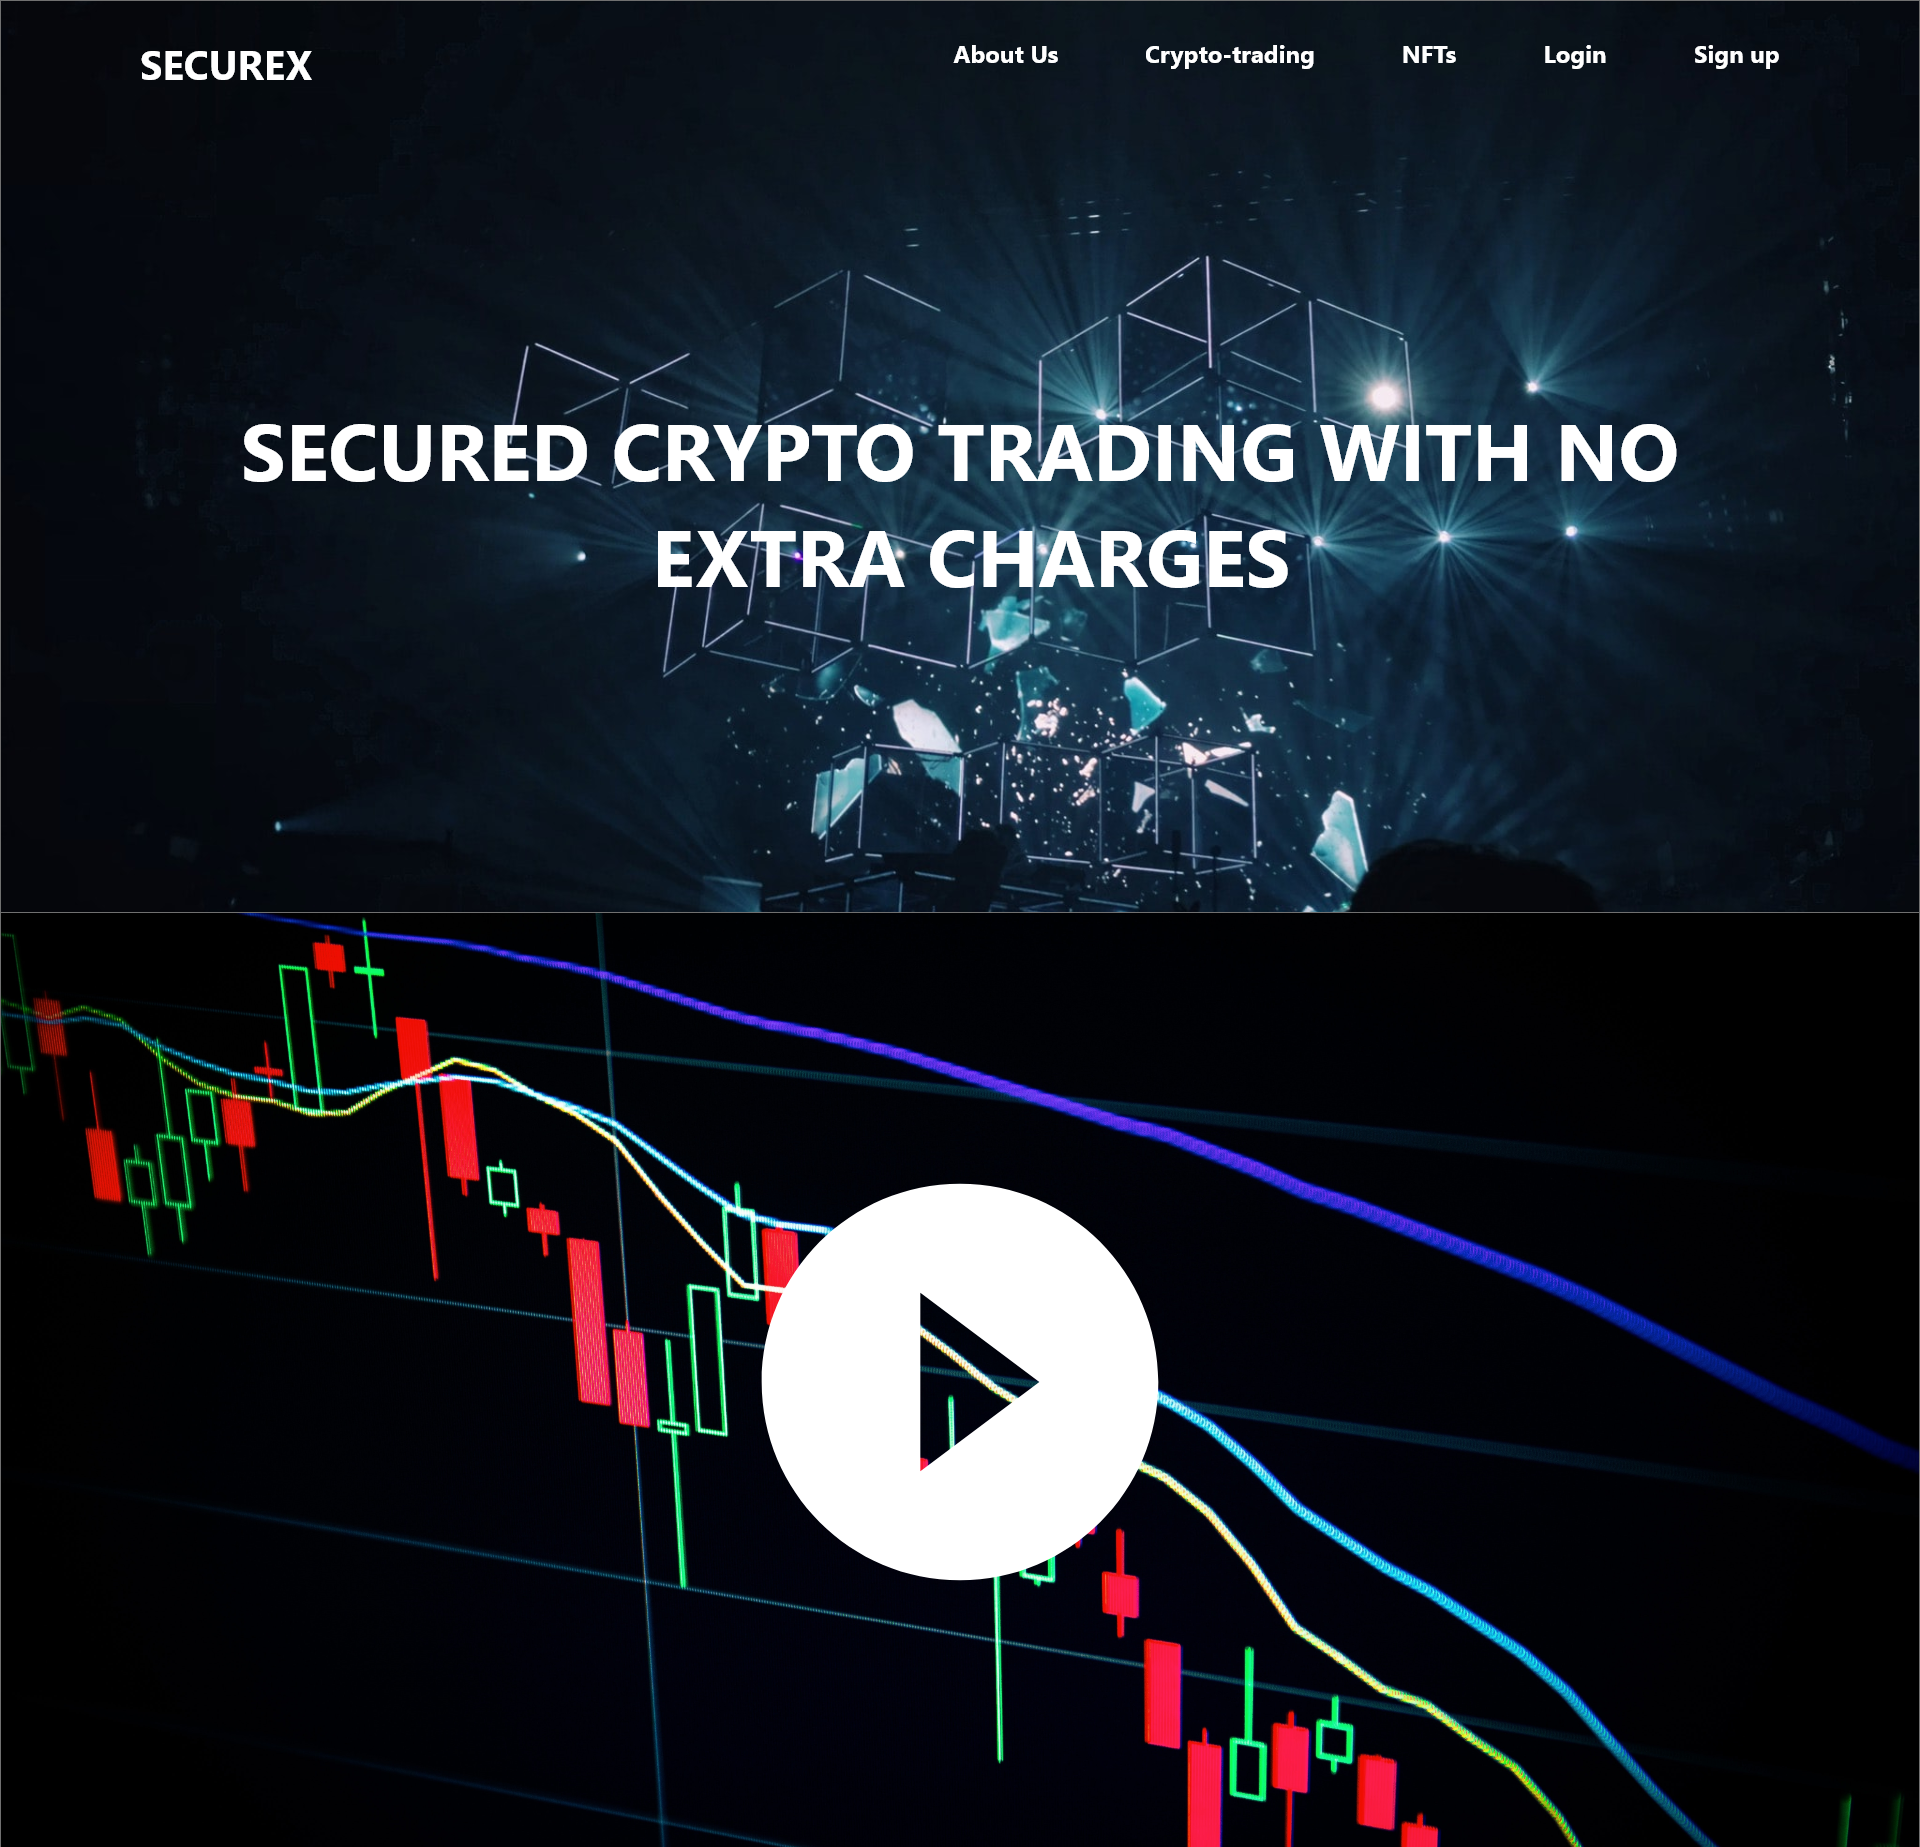 SECUREX
About Us Crypto-trading NFTs Login Sign up
SECURED CRYPTO TRADING WITH NO
EXTRA CHARGES